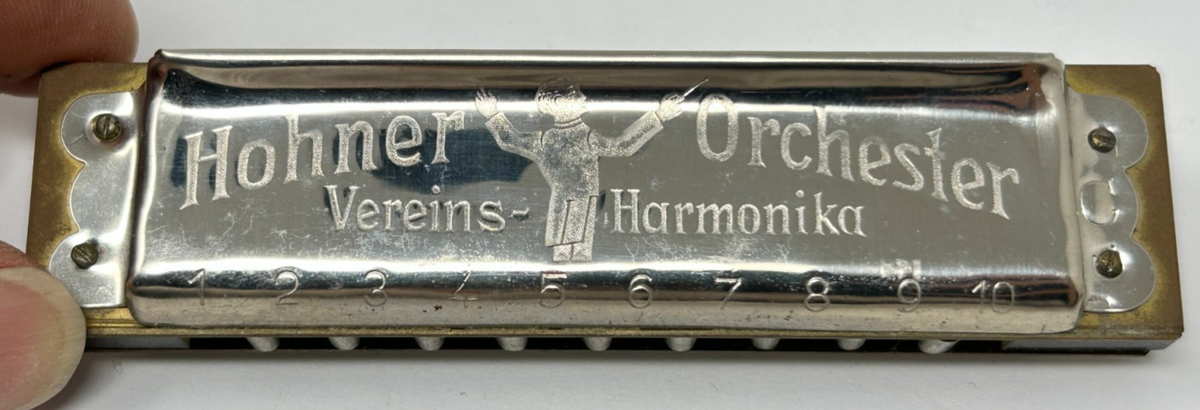 Hohner Orchester
Vereins- Harmonika
C
1 2 3 4 5 6 7 8 9 10